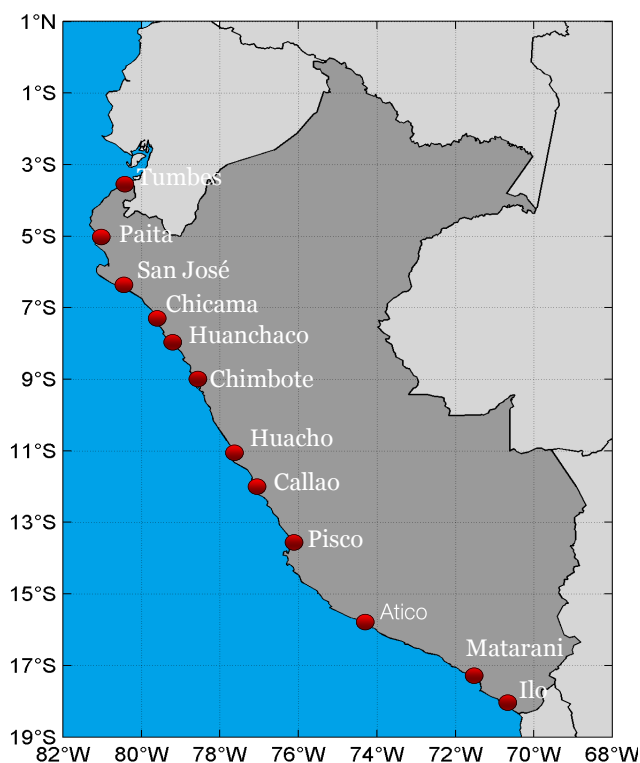 1°N
1°S
3°S
Tumbes
Paita
5°S
San José
7°S
Chicama
Huanchaco
9°S
Chimbote
Huacho
11°S
Callao
13°S
Pisco
15°S
Atico
Matarani
17°S
Ilo
19°S
82°W 80°W 78°W 76°W 74°W 72°W 70°W 68°W